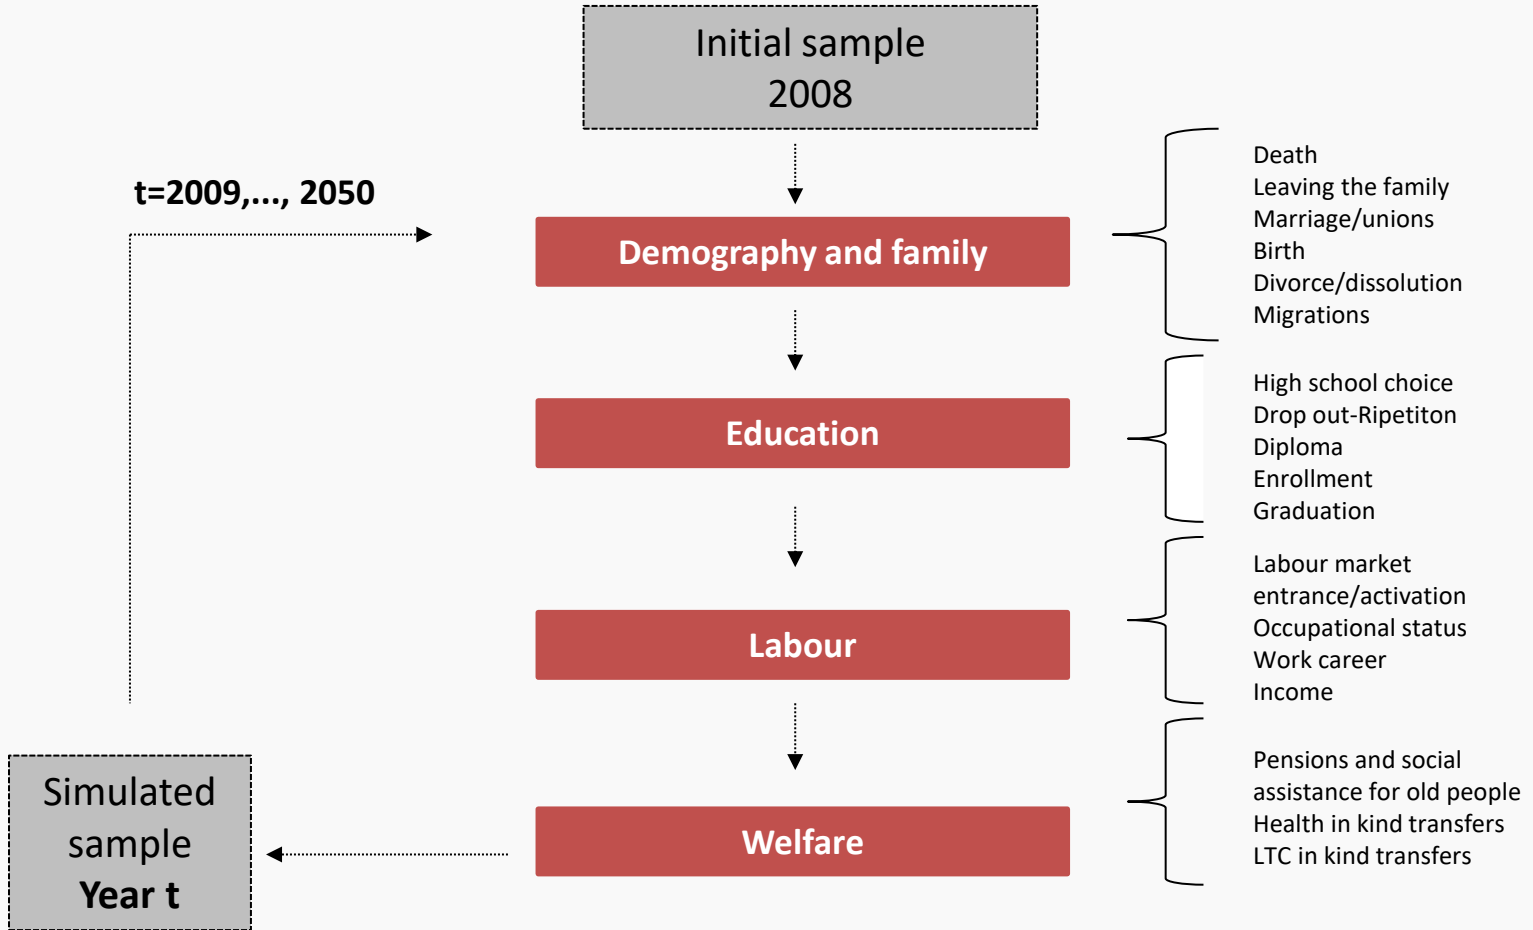 Initial sample
2008
t=2009,..., 2050
Demography and family
Death
Leaving the family
Marriage/unions
Birth
Divorce/dissolution
Migrations
Education
High school choice
Drop out-Ripetiton
Diploma
Enrollment
Graduation
Labour
Labour market
entrance/activation
Occupational status
Work career
Income
Welfare
Pensions and social
assistance for old people
Health in kind transfers
LTC in kind transfers
Simulated
sample
Year t